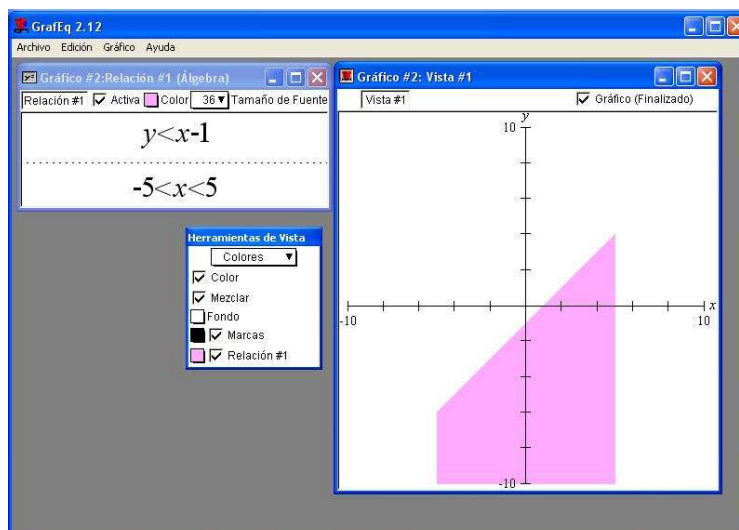 GrafEq 2.12
Archivo Edición Gráfico Ayuda
Gráfico #2:Relación #1 (Álgebra)
Relación #1 Activa Color 36 Tamaño de Fuente
y<x-1
-5<x<5
Herramientas de Vista
Colores
Color
Mezclar
Fondo
Marcas
Relación #1
Gráfico #2: Vista #1
Vista #1 Gráfico (Finalizado)
y
10
x
-10 10
-10